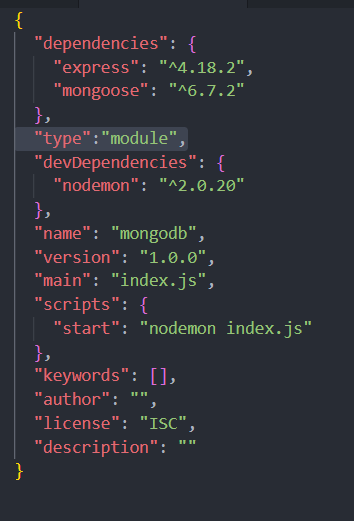 {
  "dependencies": {
    "express": "^4.18.2",
    "mongoose": "^6.7.2"
  },
  "type":"module",
  "devDependencies": {
    "nodemon": "^2.0.20"
  },
  "name": "mongodb",
  "version": "1.0.0",
  "main": "index.js",
  "scripts": {
    "start": "nodemon index.js"
  },
  "keywords": [],
  "author": "",
  "license": "ISC",
  "description": ""
}